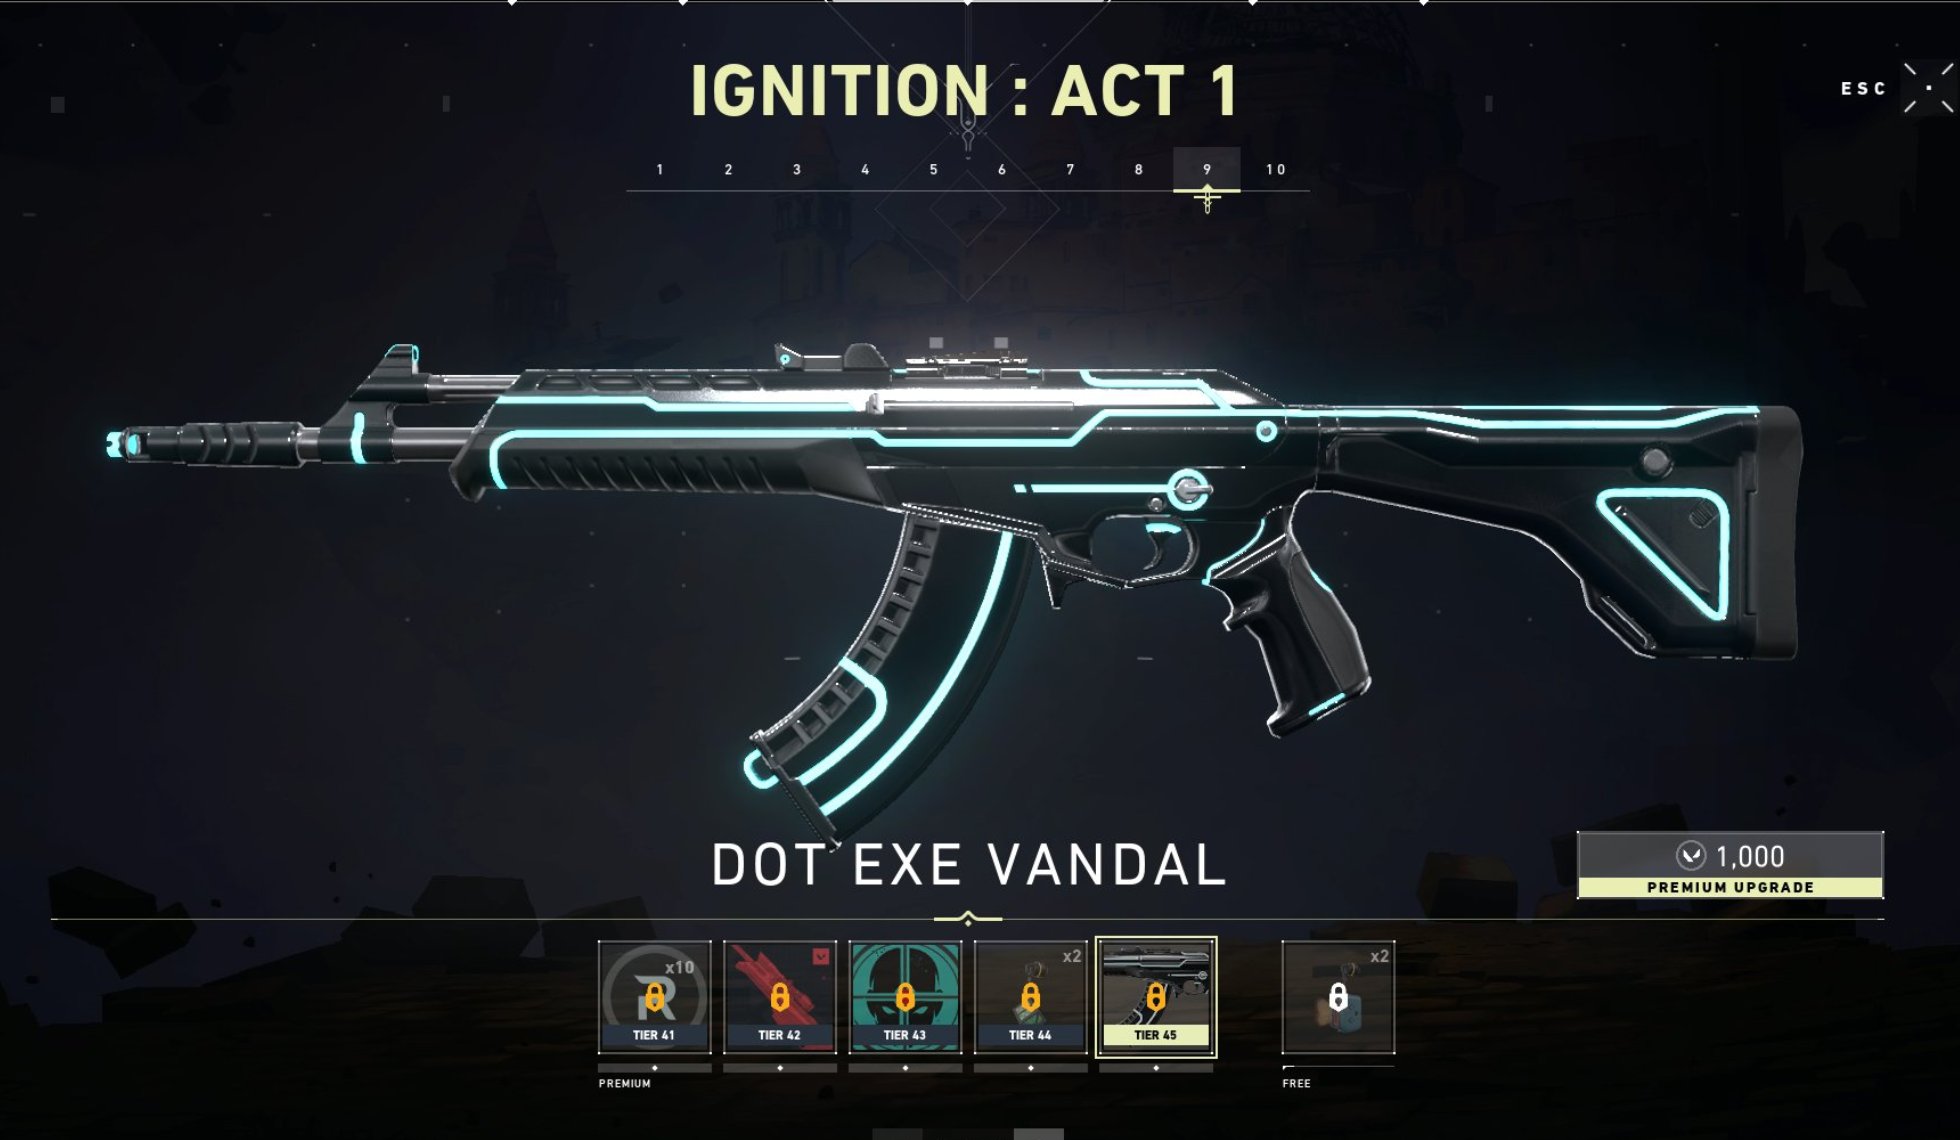 IGNITION : ACT 1
ESC
1 2 3 4 5 6 7 8 9 10
DOT EXE VANDAL
1,000
PREMIUM UPGRADE
x10
x2
x2
R
TIER 41
TIER 42
TIER 43
TIER 44
TIER 45
PREMIUM
FREE